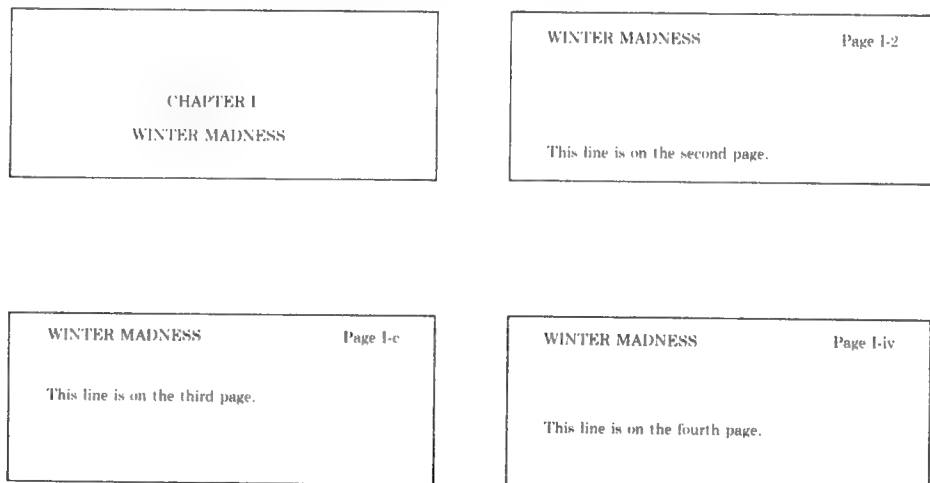 CHAPTER I
WINTER MADNESS
WINTER MADNESS Page I-2
This line is on the second page.
WINTER MADNESS Page I-c
This line is on the third page.
WINTER MADNESS Page I-iv
This line is on the fourth page.